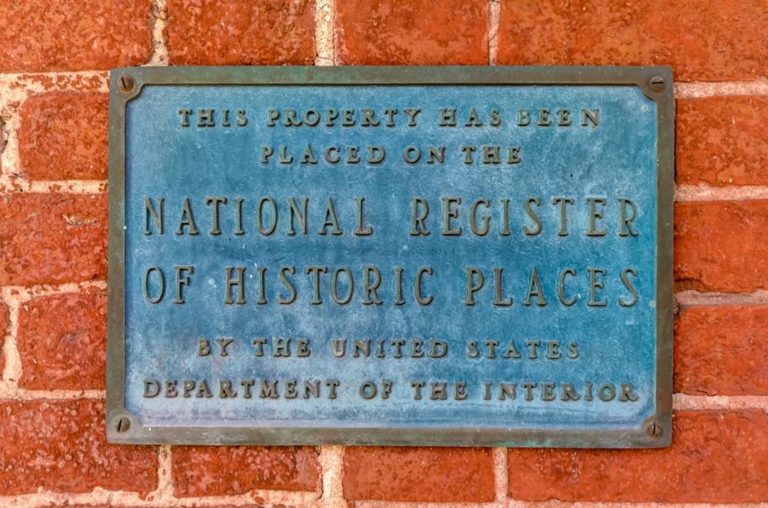 THIS PROPERTY HAS BEEN
PLACED ON THE
NATIONAL REGISTER
OF HISTORIC PLACES
BY THE UNITED STATES
DEPARTMENT OF THE INTERIOR